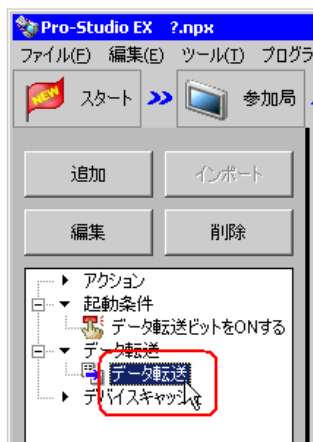 Pro-Studio EX ?.npx
ファイル(F) 編集(E) ツール(T) プログラ
NEW スタート 参加局
追加 インポート
編集 削除
アクション
起動条件
データ転送ビットをONする
データ転送
データ転送
デバイスキャッシュ